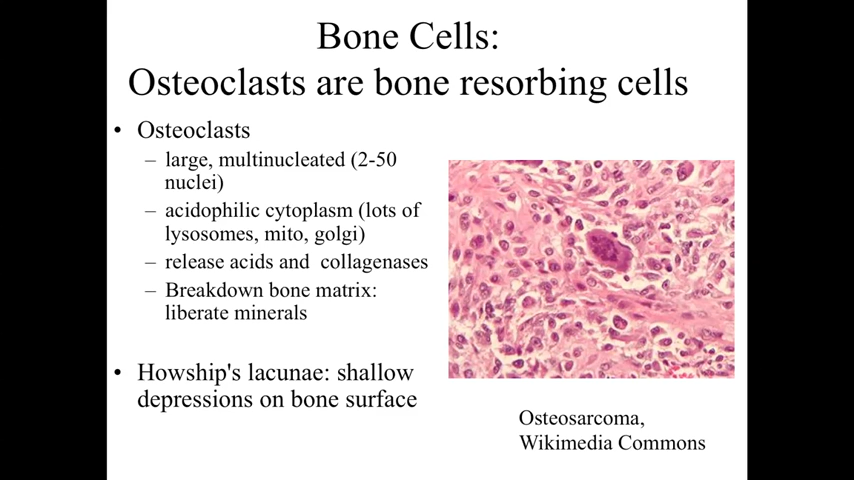 Bone Cells:
Osteoclasts are bone resorbing cells
• Osteoclasts
– large, multinucleated (2-50
nuclei)
– acidophilic cytoplasm (lots of
lysosomes, mito, golgi)
– release acids and  collagenases
– Breakdown bone matrix:
liberate minerals
• Howship's lacunae: shallow
depressions on bone surface
Osteosarcoma,
Wikimedia Commons